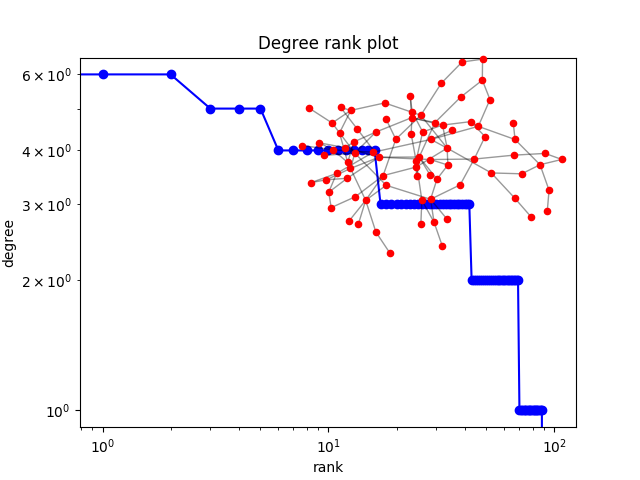 Degree rank plot
6 × 10⁰
4 × 10⁰
3 × 10⁰
2 × 10⁰
10⁰
degree
10⁰ 10¹ 10²
rank